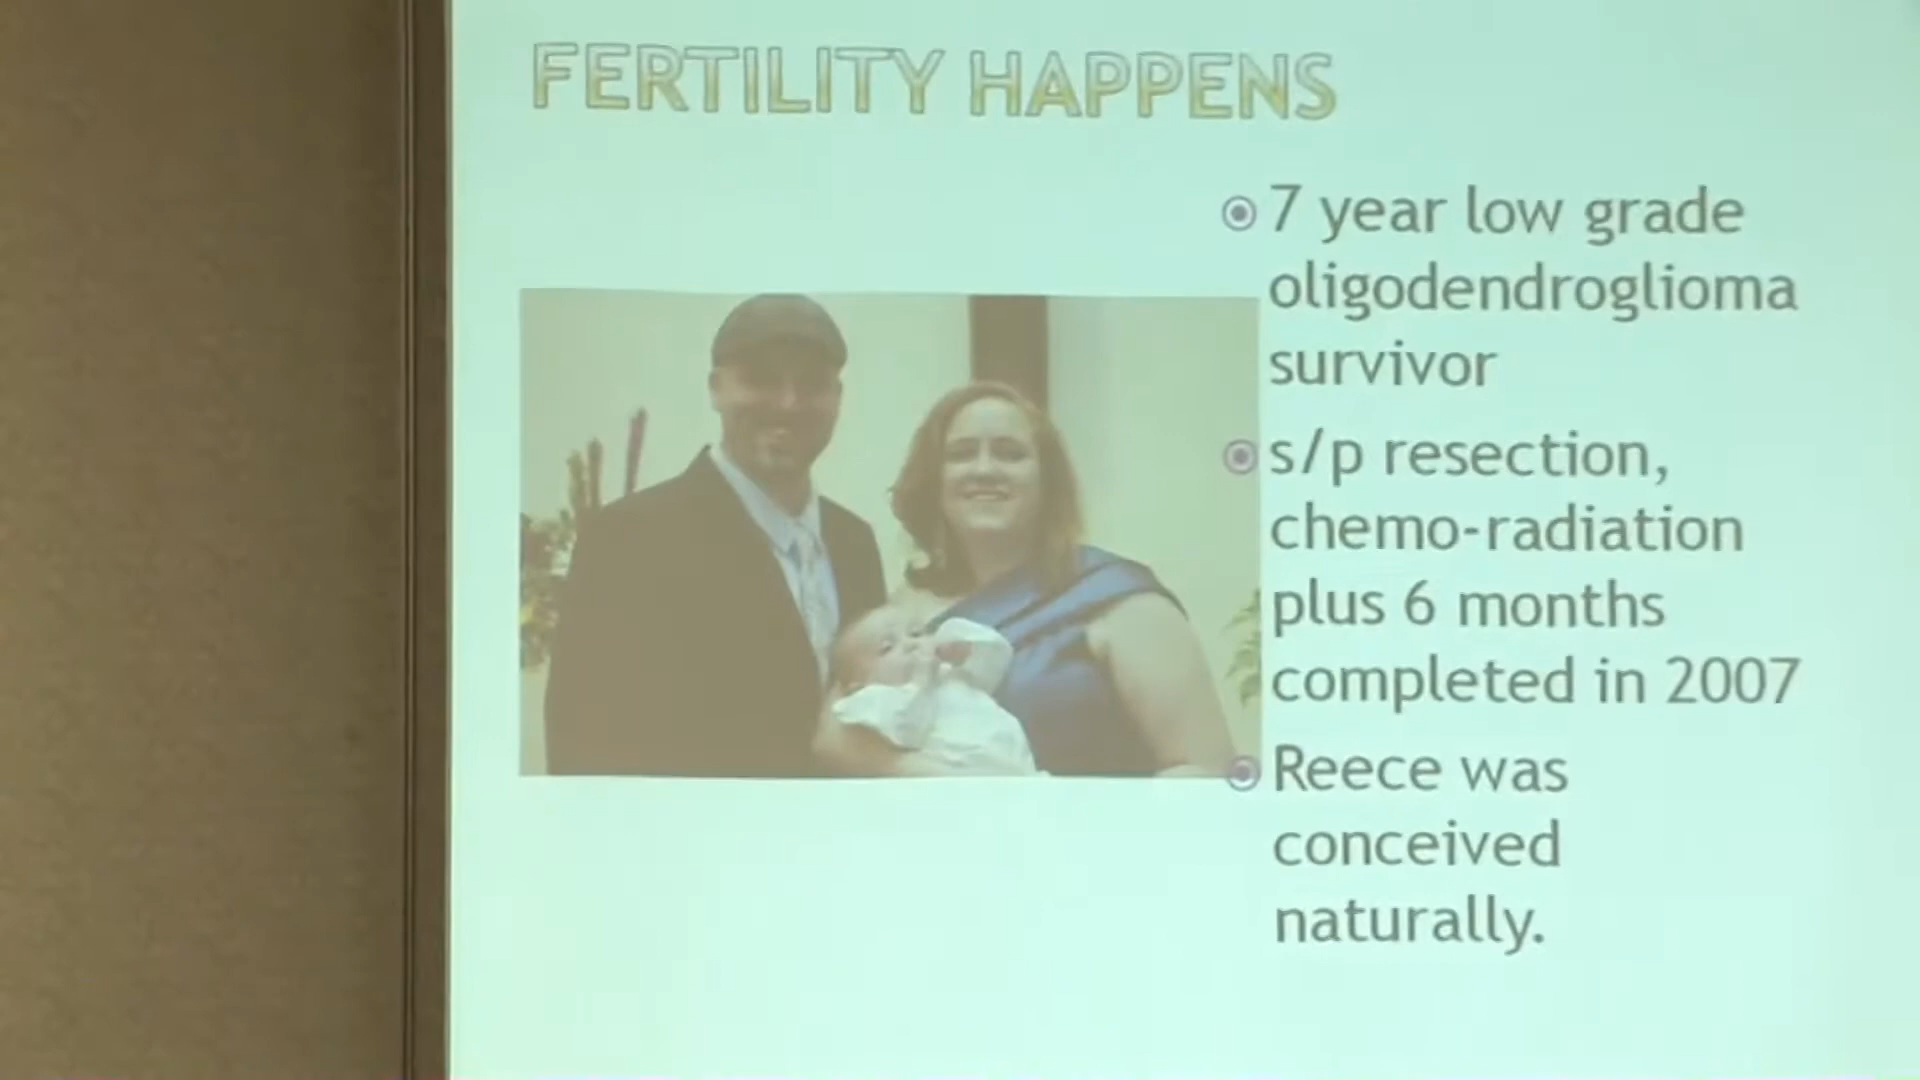 FERTILITY HAPPENS
7 year low grade
oligodendroglioma
survivor
s/p resection,
chemo-radiation
plus 6 months
completed in 2007
Reece was
conceived
naturally.